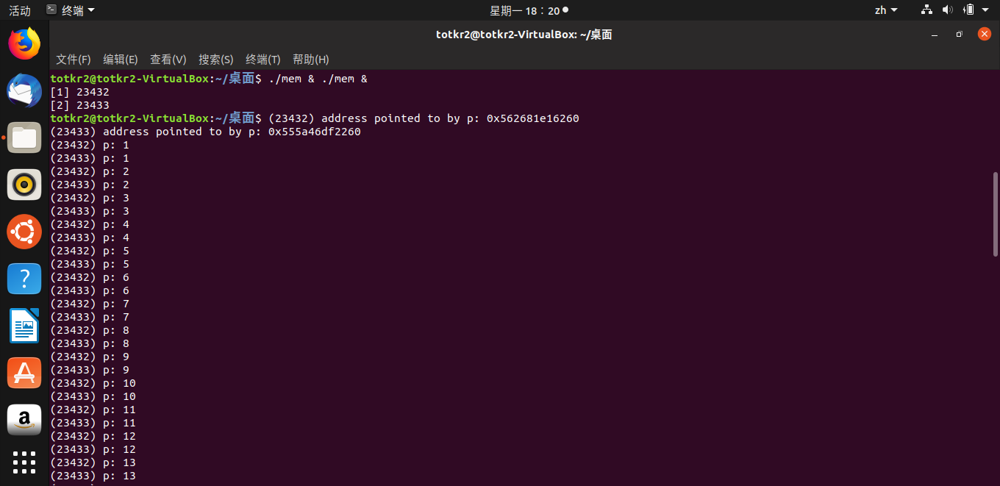 活动 终端 星期一 18：20 zh
totkr2@totkr2-VirtualBox: ~/桌面
文件(F) 编辑(E) 查看(V) 搜索(S) 终端(T) 帮助(H)
totkr2@totkr2-VirtualBox:~/桌面$ ./mem & ./mem &
[1] 23432
[2] 23433
totkr2@totkr2-VirtualBox:~/桌面$ (23432) address pointed to by p: 0x562681e16260
(23433) address pointed to by p: 0x555a46df2260
(23432) p: 1
(23433) p: 1
(23432) p: 2
(23433) p: 2
(23432) p: 3
(23433) p: 3
(23432) p: 4
(23433) p: 4
(23432) p: 5
(23433) p: 5
(23432) p: 6
(23433) p: 6
(23432) p: 7
(23433) p: 7
(23432) p: 8
(23433) p: 8
(23432) p: 9
(23433) p: 9
(23432) p: 10
(23433) p: 10
(23432) p: 11
(23433) p: 11
(23432) p: 12
(23433) p: 12
(23432) p: 13
(23433) p: 13